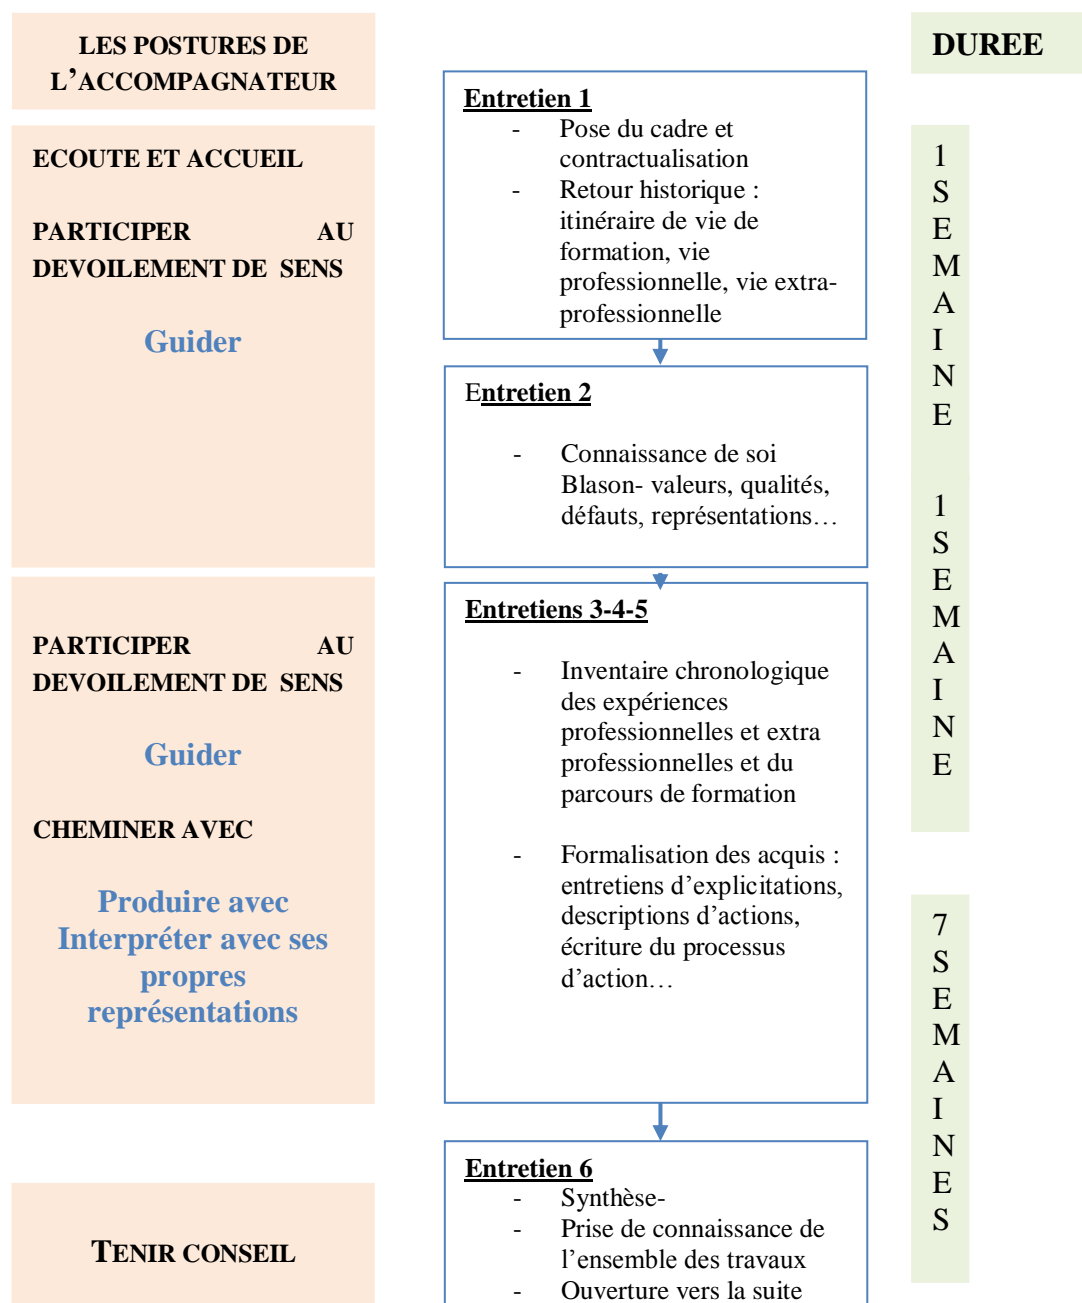 LES POSTURES DE
L’ACCOMPAGNATEUR
ECOUTE ET ACCUEIL
PARTICIPER AU
DEVOILEMENT DE SENS
Guider
PARTICIPER AU
DEVOILEMENT DE SENS
Guider
CHEMINER AVEC
Produire avec
Interpréter avec ses
propres
représentations
TENIR CONSEIL
Entretien 1
- Pose du cadre et
contractualisation
- Retour historique :
itinéraire de vie de
formation, vie
professionnelle, vie extra-
professionnelle
Entretien 2
- Connaissance de soi
Blason- valeurs, qualités,
défauts, représentations…
Entretiens 3-4-5
- Inventaire chronologique
des expériences
professionnelles et extra
professionnelles et du
parcours de formation
- Formalisation des acquis :
entretiens d’explicitations,
descriptions d’actions,
écriture du processus
d’action…
Entretien 6
- Synthèse-
- Prise de connaissance de
l’ensemble des travaux
- Ouverture vers la suite
DUREE
1
S
E
M
A
I
N
E
1
S
E
M
A
I
N
E
7
S
E
M
A
I
N
E
S